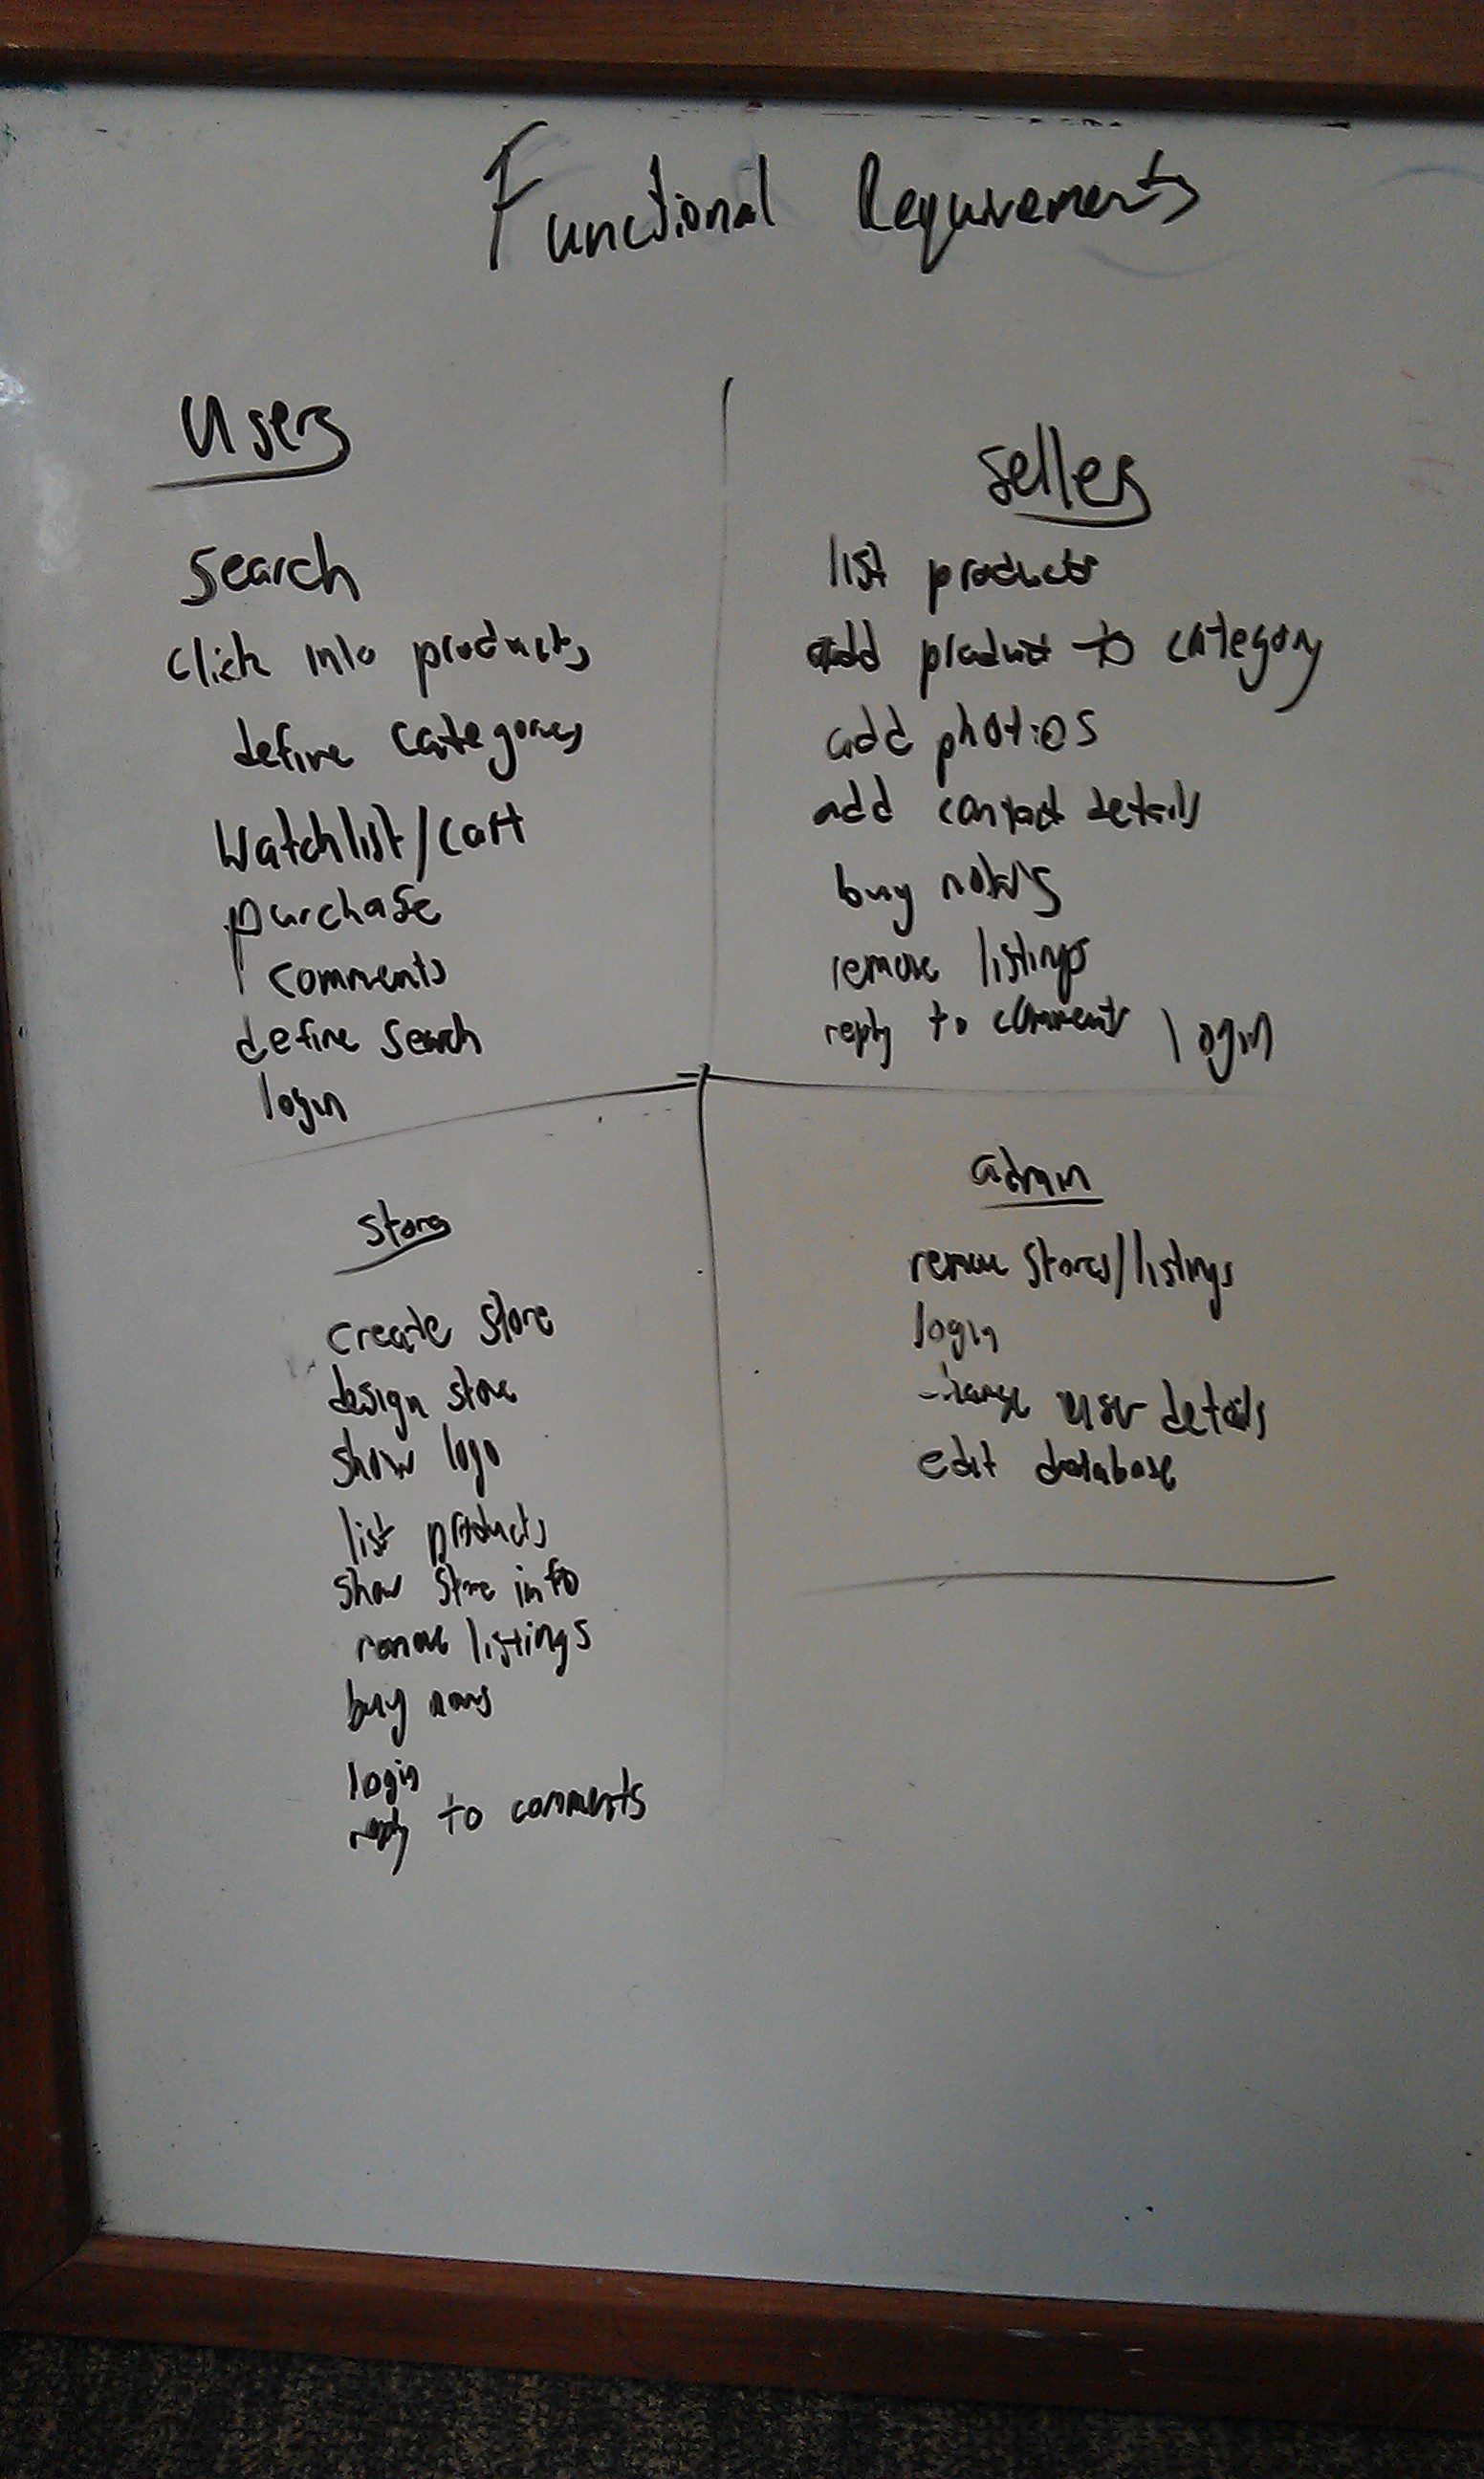 Functional Requirements
Users
Search
click into products
define categories
Watchlist/cart
purchase
comments
define search
login
Sellers
list products
add product to category
add photos
add contact details
buy
remove listings
reply to comments login
stores
create store
design store
show logo
list products
show store info
remove listings
buy
login
reply to comments
admin
remove stores/listings
login
change user details
edit database